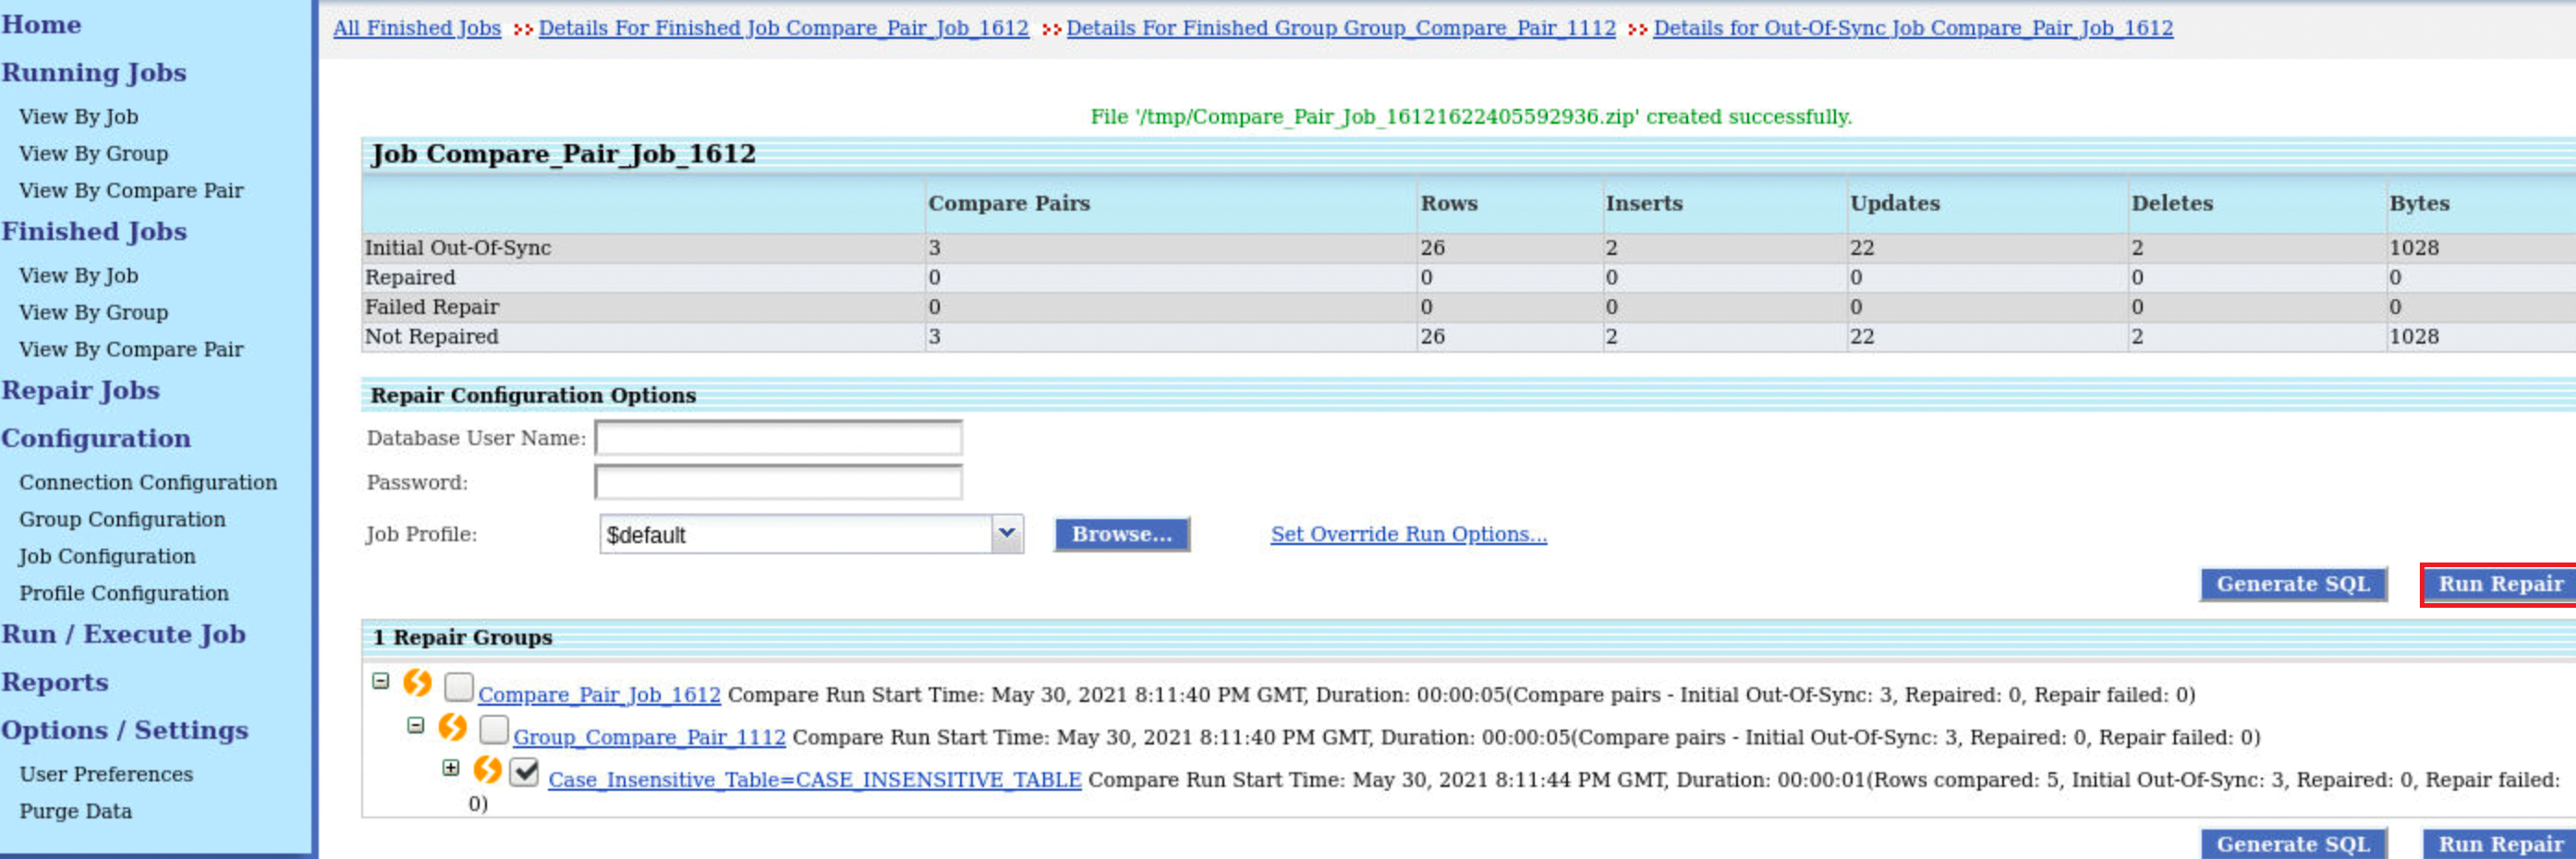 Home
Running Jobs
View By Job
View By Group
View By Compare Pair
Finished Jobs
View By Job
View By Group
View By Compare Pair
Repair Jobs
Configuration
Connection Configuration
Group Configuration
Job Configuration
Profile Configuration
Run / Execute Job
Reports
Options / Settings
User Preferences
Purge Data
All Finished Jobs Details For Finished Job Compare_Pair_Job_1612 Details For Finished Group Group_Compare_Pair_1112 Details for Out-Of-Sync Job Compare_Pair_Job_1612
File '/tmp/Compare_Pair_Job_16121622405592936.zip' created successfully.
Job Compare_Pair_Job_1612
Compare Pairs Rows Inserts Updates Deletes Bytes
Initial Out-Of-Sync 3 26 2 22 2 1028
Repaired 0 0 0 0 0 0
Failed Repair 0 0 0 0 0 0
Not Repaired 3 26 2 22 2 1028
Repair Configuration Options
Database User Name:
Password:
Job Profile: $default Browse... Set Override Run Options...
Generate SQL Run Repair
1 Repair Groups
Compare_Pair_Job_1612 Compare Run Start Time: May 30, 2021 8:11:40 PM GMT, Duration: 00:00:05(Compare pairs - Initial Out-Of-Sync: 3, Repaired: 0, Repair failed: 0)
Group_Compare_Pair_1112 Compare Run Start Time: May 30, 2021 8:11:40 PM GMT, Duration: 00:00:05(Compare pairs - Initial Out-Of-Sync: 3, Repaired: 0, Repair failed: 0)
Case_Insensitive_Table=CASE_INSENSITIVE_TABLE Compare Run Start Time: May 30, 2021 8:11:44 PM GMT, Duration: 00:00:01(Rows compared: 5, Initial Out-Of-Sync: 3, Repaired: 0, Repair failed:
0)
Generate SQL Run Repair